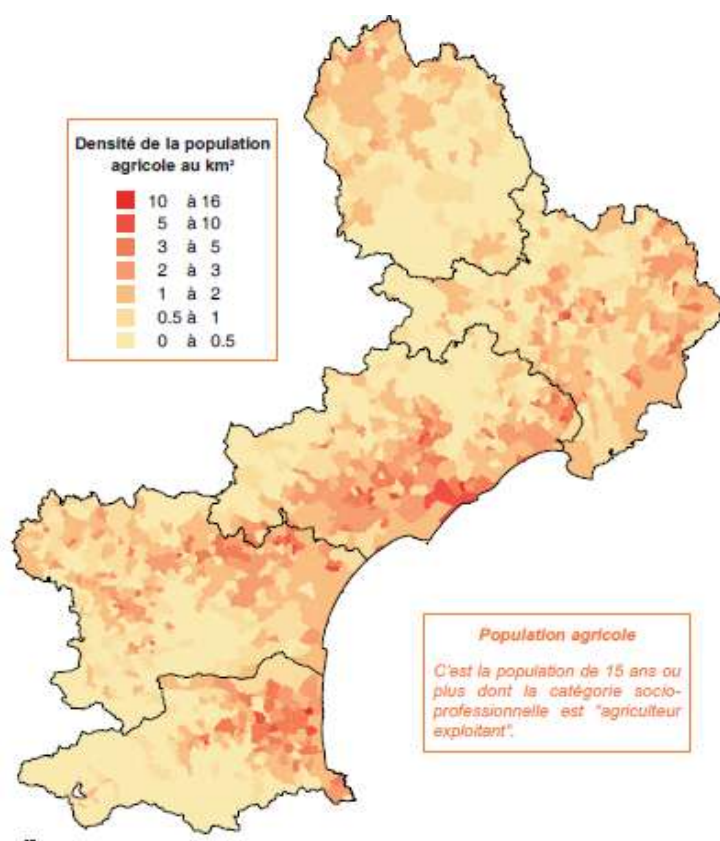 Densité de la population
agricole au km²
10 à 16
5 à 10
3 à 5
2 à 3
1 à 2
0.5 à 1
0 à 0.5
Population agricole
C'est la population de 15 ans ou
plus dont la catégorie socio-
professionnelle est "agriculteur
exploitant".